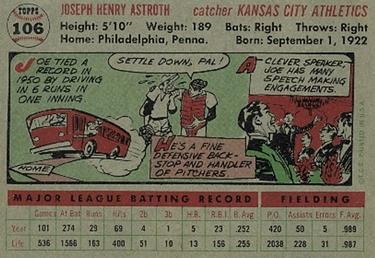 TOPPS
106
JOSEPH HENRY ASTROTH
catcher KANSAS CITY ATHLETICS
Height: 5'10" Weight: 189 Bats: Right Throws: Right
Home: Philadelphia, Penna. Born: September 1, 1922
JOE TIED A
RECORD IN
1950 BY DRIVING IN
6 RUNS IN
ONE INNING
HOME
SETTLE DOWN, PAL!
HE'S A FINE
DEFENSIVE BACK-
STOP AND HANDLER
OF PITCHERS.
A
CLEVER SPEAKER,
JOE HAS MANY
SPEECH MAKING
ENGAGEMENTS.
PRINTED IN U.S.A.
MAJOR LEAGUE BATTING RECORD FIELDING
Games At Bat Runs Hits 2b 3b H.R. R.B.I. B. Avg. P.O. Assists Errors F. Avg.
Year 101 274 29 69 4 1 5 23 .252 420 50 5 .989
Life 536 1566 163 400 51 10 13 156 .255 2038 228 31 .987